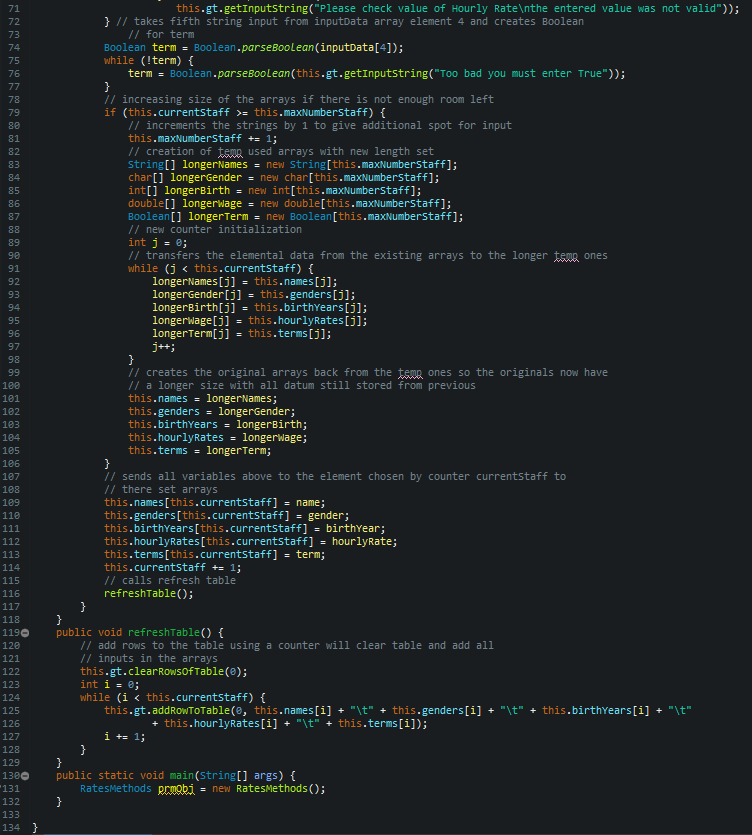 71 this.gt.getInputString("Please check value of Hourly Rate\nthe entered value was not valid"));
72 } // takes fifth string input from inputData array element 4 and creates Boolean
73 // for term
74 Boolean term = Boolean.parseBoolean(inputData[4]);
75 while (!term) {
76 term = Boolean.parseBoolean(this.gt.getInputString("Too bad you must enter True"));
77 }
78 // increasing size of the arrays if there is not enough room left
79 if (this.currentStaff >= this.maxNumberStaff) {
80 // increments the strings by 1 to give additional spot for input
81 this.maxNumberStaff += 1;
82 // creation of temp used arrays with new length set
83 String[] longerNames = new String[this.maxNumberStaff];
84 char[] longerGender = new char[this.maxNumberStaff];
85 int[] longerBirth = new int[this.maxNumberStaff];
86 double[] longerWage = new double[this.maxNumberStaff];
87 Boolean[] longerTerm = new Boolean[this.maxNumberStaff];
88 // new counter initialization
89 int j = 0;
90 // transfers the elemental data from the existing arrays to the longer temp ones
91 while (j < this.currentStaff) {
92 longerNames[j] = this.names[j];
93 longerGender[j] = this.genders[j];
94 longerBirth[j] = this.birthYears[j];
95 longerWage[j] = this.hourlyRates[j];
96 longerTerm[j] = this.terms[j];
97 j++;
98 }
99 // creates the original arrays back from the temp ones so the originals now have
100 // a longer size with all datum still stored from previous
101 this.names = longerNames;
102 this.genders = longerGender;
103 this.birthYears = longerBirth;
104 this.hourlyRates = longerWage;
105 this.terms = longerTerm;
106 }
107 // sends all variables above to the element chosen by counter currentStaff to
108 // there set arrays
109 this.names[this.currentStaff] = name;
110 this.genders[this.currentStaff] = gender;
111 this.birthYears[this.currentStaff] = birthYear;
112 this.hourlyRates[this.currentStaff] = hourlyRate;
113 this.terms[this.currentStaff] = term;
114 this.currentStaff += 1;
115 // calls refresh table
116 refreshTable();
117 }
118 }
119 public void refreshTable() {
120 // add rows to the table using a counter will clear table and add all
121 // inputs in the arrays
122 this.gt.clearRowsOfTable(0);
123 int i = 0;
124 while (i < this.currentStaff) {
125 this.gt.addRowToTable(0, this.names[i] + "\t" + this.genders[i] + "\t" + this.birthYears[i] + "\t"
126 + this.hourlyRates[i] + "\t" + this.terms[i]);
127 i += 1;
128 }
129 }
130 public static void main(String[] args) {
131 RatesMethods prmObj = new RatesMethods();
132 }
133
134 }